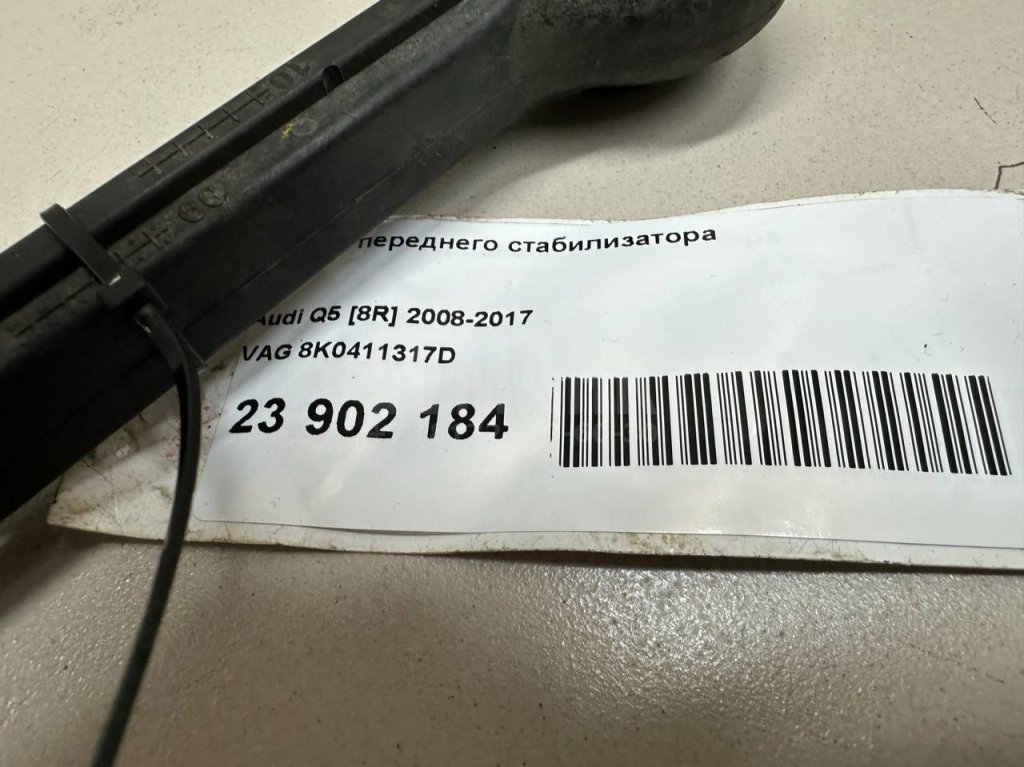 переднего стабилизатора
Audi Q5 [8R] 2008-2017
VAG 8K0411317D
23 902 184